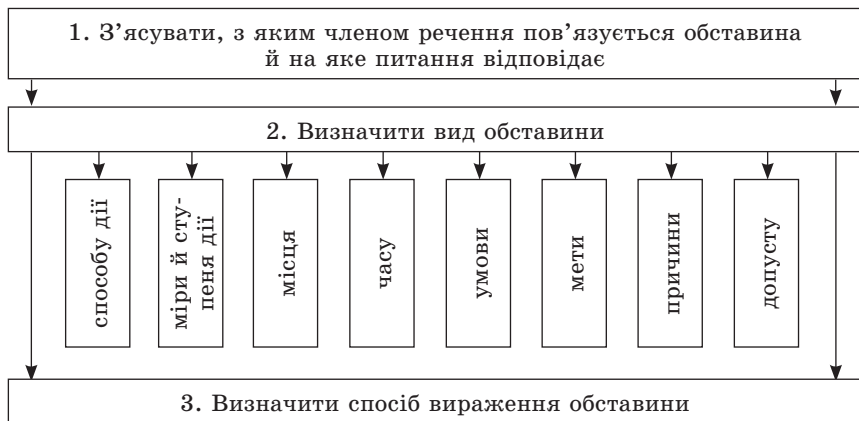 1. З’ясувати, з яким членом речення пов’язується обставина
й на яке питання відповідає
2. Визначити вид обставини
способу дії
міри й сту-
пеня дії
місця
часу
умови
мети
причини
допусту
3. Визначити спосіб вираження обставини